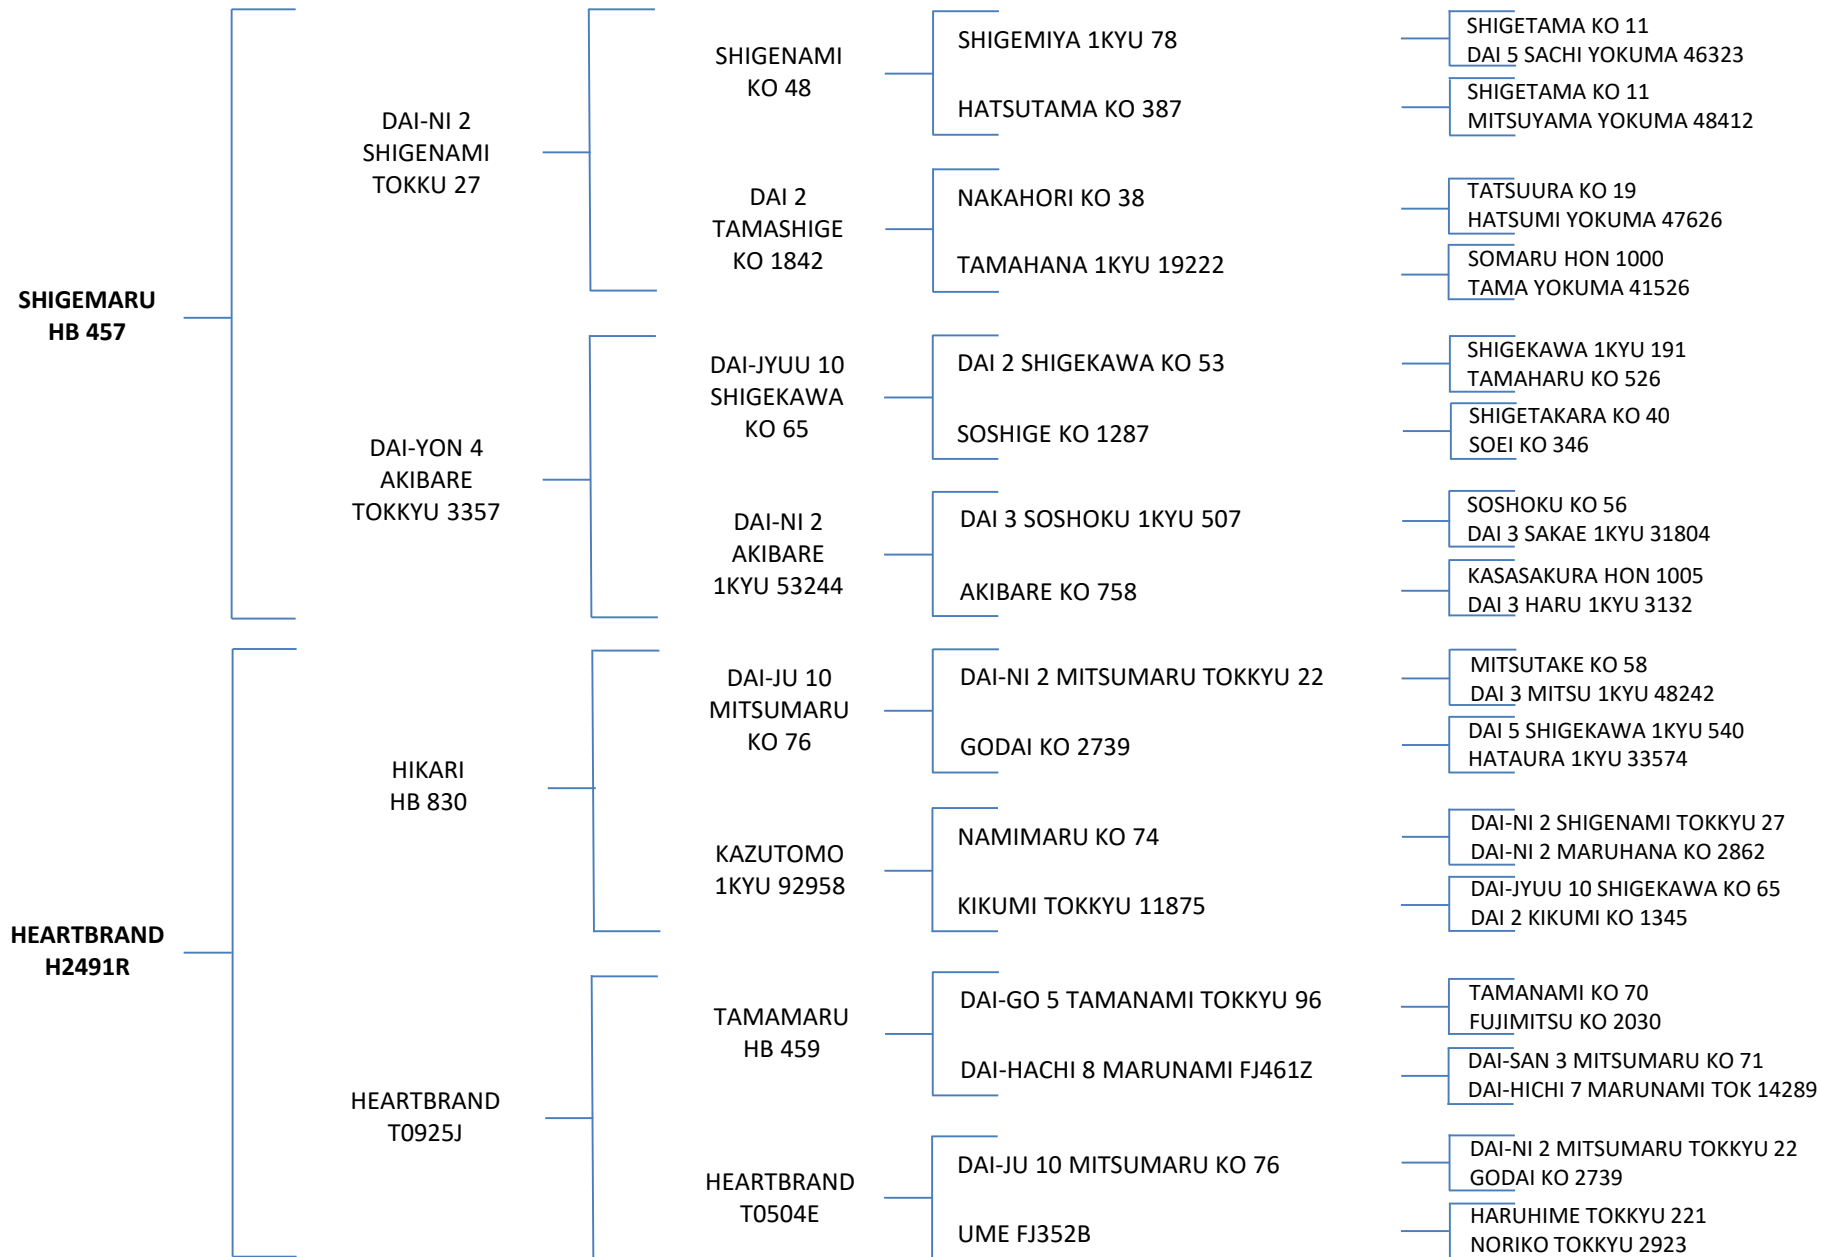 SHIGEMARU
HB 457
HEARTBRAND
H2491R
DAI-NI 2
SHIGENAMI
TOKKU 27
DAI-YON 4
AKIBARE
TOKKYU 3357
HIKARI
HB 830
HEARTBRAND
T0925J
SHIGENAMI
KO 48
DAI 2
TAMASHIGE
KO 1842
DAI-JYUU 10
SHIGEKAWA
KO 65
DAI-NI 2
AKIBARE
1KYU 53244
DAI-JU 10
MITSUMARU
KO 76
KAZUTOMO
1KYU 92958
TAMAMARU
HB 459
HEARTBRAND
T0504E
SHIGEMIYA 1KYU 78
HATSUTAMA KO 387
NAKAHORI KO 38
TAMAHANA 1KYU 19222
DAI 2 SHIGEKAWA KO 53
SOSHIGE KO 1287
DAI 3 SOSHOKU 1KYU 507
AKIBARE KO 758
DAI-NI 2 MITSUMARU TOKKYU 22
GODAI KO 2739
NAMIMARU KO 74
KIKUMI TOKKYU 11875
DAI-GO 5 TAMANAMI TOKKYU 96
DAI-HACHI 8 MARUNAMI FJ461Z
DAI-JU 10 MITSUMARU KO 76
UME FJ352B
SHIGETAMA KO 11
DAI 5 SACHI YOKUMA 46323
SHIGETAMA KO 11
MITSUYAMA YOKUMA 48412
TATSUURA KO 19
HATSUMI YOKUMA 47626
SOMARU HON 1000
TAMA YOKUMA 41526
SHIGEKAWA 1KYU 191
TAMAHARU KO 526
SHIGETAKARA KO 40
SOEI KO 346
SOSHOKU KO 56
DAI 3 SAKAE 1KYU 31804
KASASAKURA HON 1005
DAI 3 HARU 1KYU 3132
MITSUTAKE KO 58
DAI 3 MITSU 1KYU 48242
DAI 5 SHIGEKAWA 1KYU 540
HATAURA 1KYU 33574
DAI-NI 2 SHIGENAMI TOKKYU 27
DAI-NI 2 MARUHANA KO 2862
DAI-JYUU 10 SHIGEKAWA KO 65
DAI 2 KIKUMI KO 1345
TAMANAMI KO 70
FUJIMITSU KO 2030
DAI-SAN 3 MITSUMARU KO 71
DAI-HICHI 7 MARUNAMI TOK 14289
DAI-NI 2 MITSUMARU TOKKYU 22
GODAI KO 2739
HARUHIME TOKKYU 221
NORIKO TOKKYU 2923